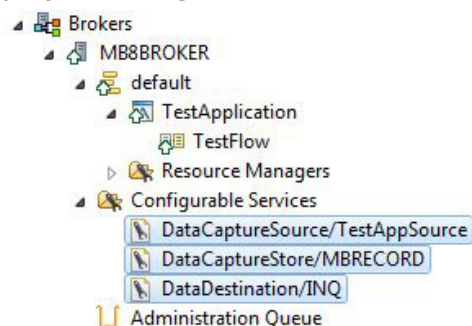 Brokers
MB8BROKER
default
TestApplication
TestFlow
Resource Managers
Configurable Services
DataCaptureSource/TestAppSource
DataCaptureStore/MBRECORD
DataDestination/INQ
Administration Queue